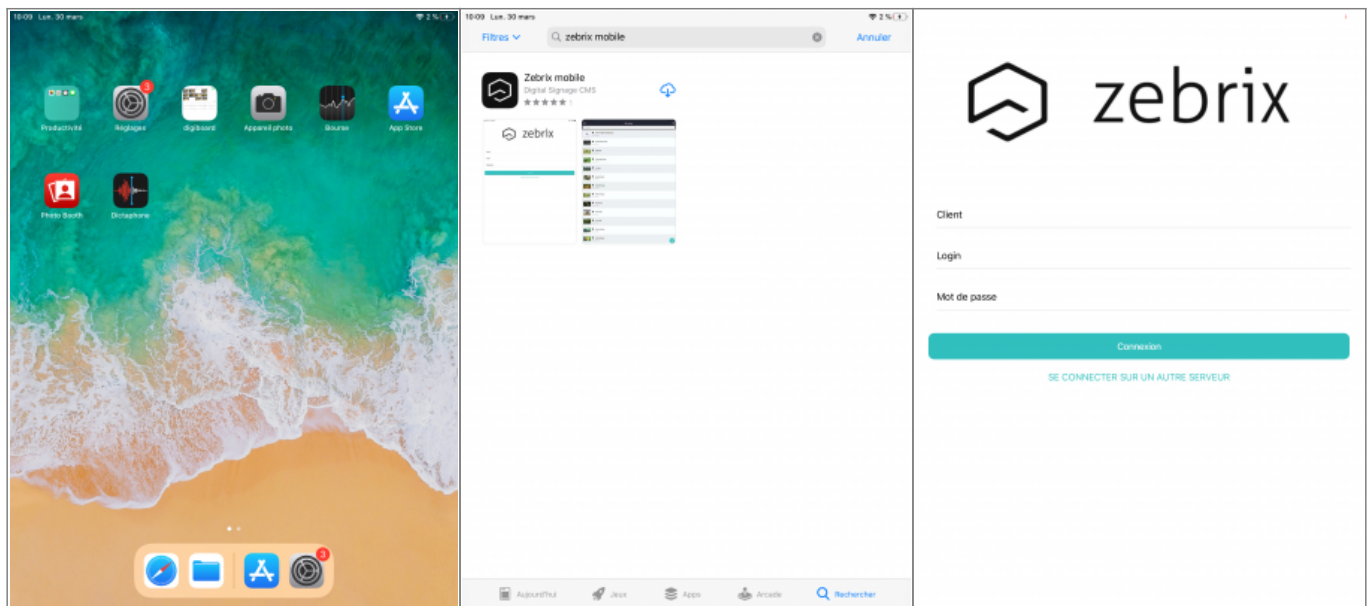 10:09 Lun. 30 mars
2 %
3
Productivité
Réglages
digiboard
Appareil photo
Bourse
App Store
Photo Booth
Dictaphone
3
10:09 Lun. 30 mars
2 %
Filtres
zebrix mobile
Annuler
Zebrix mobile
Digital Signage CMS
zebrix
Aujourd'hui
Jeux
Apps
Arcade
Rechercher
zebrix
Client
Login
Mot de passe
Connexion
SE CONNECTER SUR UN AUTRE SERVEUR